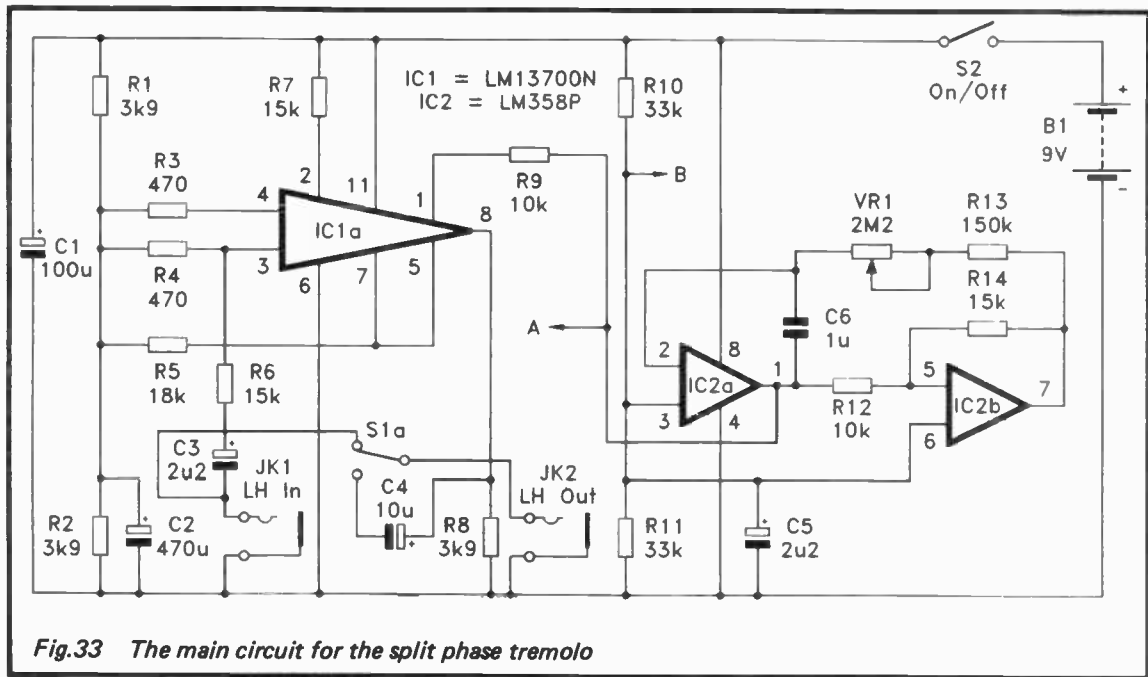 R1
3k9
R7
15k
IC1 = LM13700N
IC2 = LM358P
R10
33k
S2
On/Off
+
B1
9V
-
R3
470
2
11
1
R9
10k
B
VR1
2M2
R13
150k
4
IC1a
8
+
C1
100u
R4
470
3
6
7
5
R14
15k
A
C6
1u
R5
18k
R6
15k
2
IC2a
8
1
3
4
R12
10k
5
IC2b
7
6
+
C3
2u2
S1a
JK1
LH In
C4
10u
+
JK2
LH Out
R2
3k9
+
C2
470u
R8
3k9
R11
33k
+
C5
2u2
Fig.33 The main circuit for the split phase tremolo